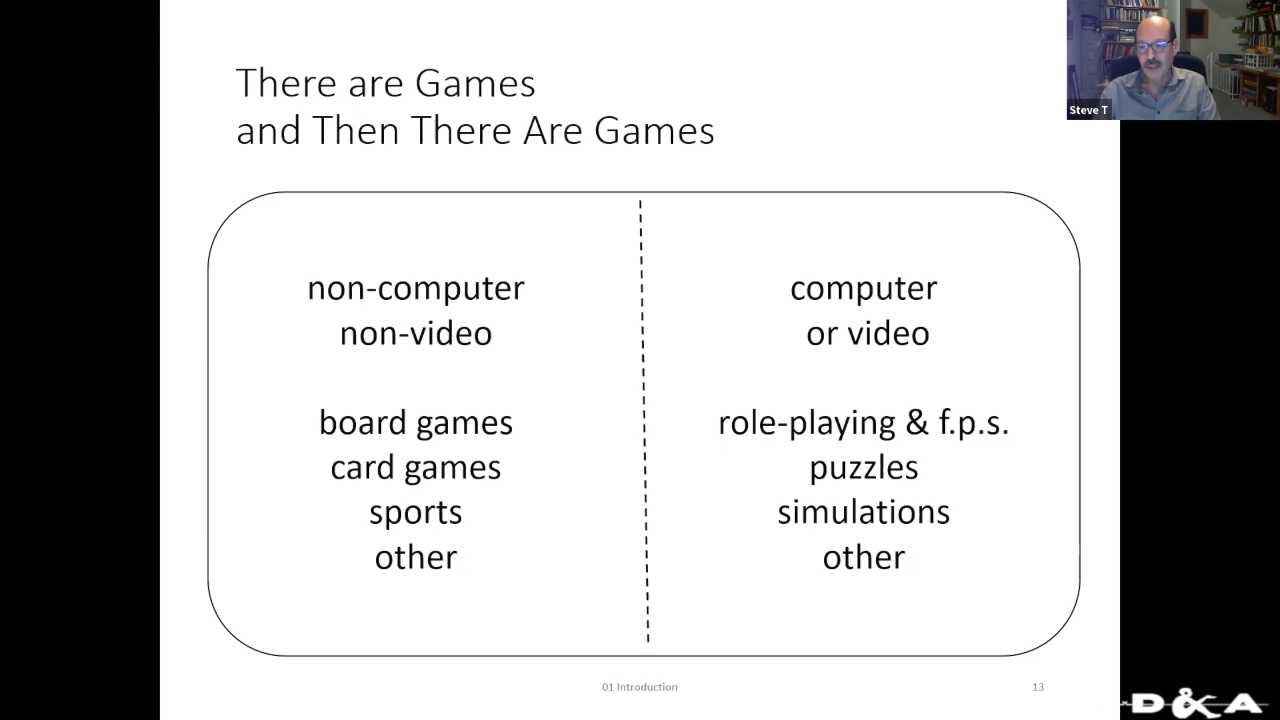 There are Games
and Then There Are Games
Steve T
non-computer
non-video
board games
card games
sports
other
computer
or video
role-playing & f.p.s.
puzzles
simulations
other
01 Introduction
13
D&A